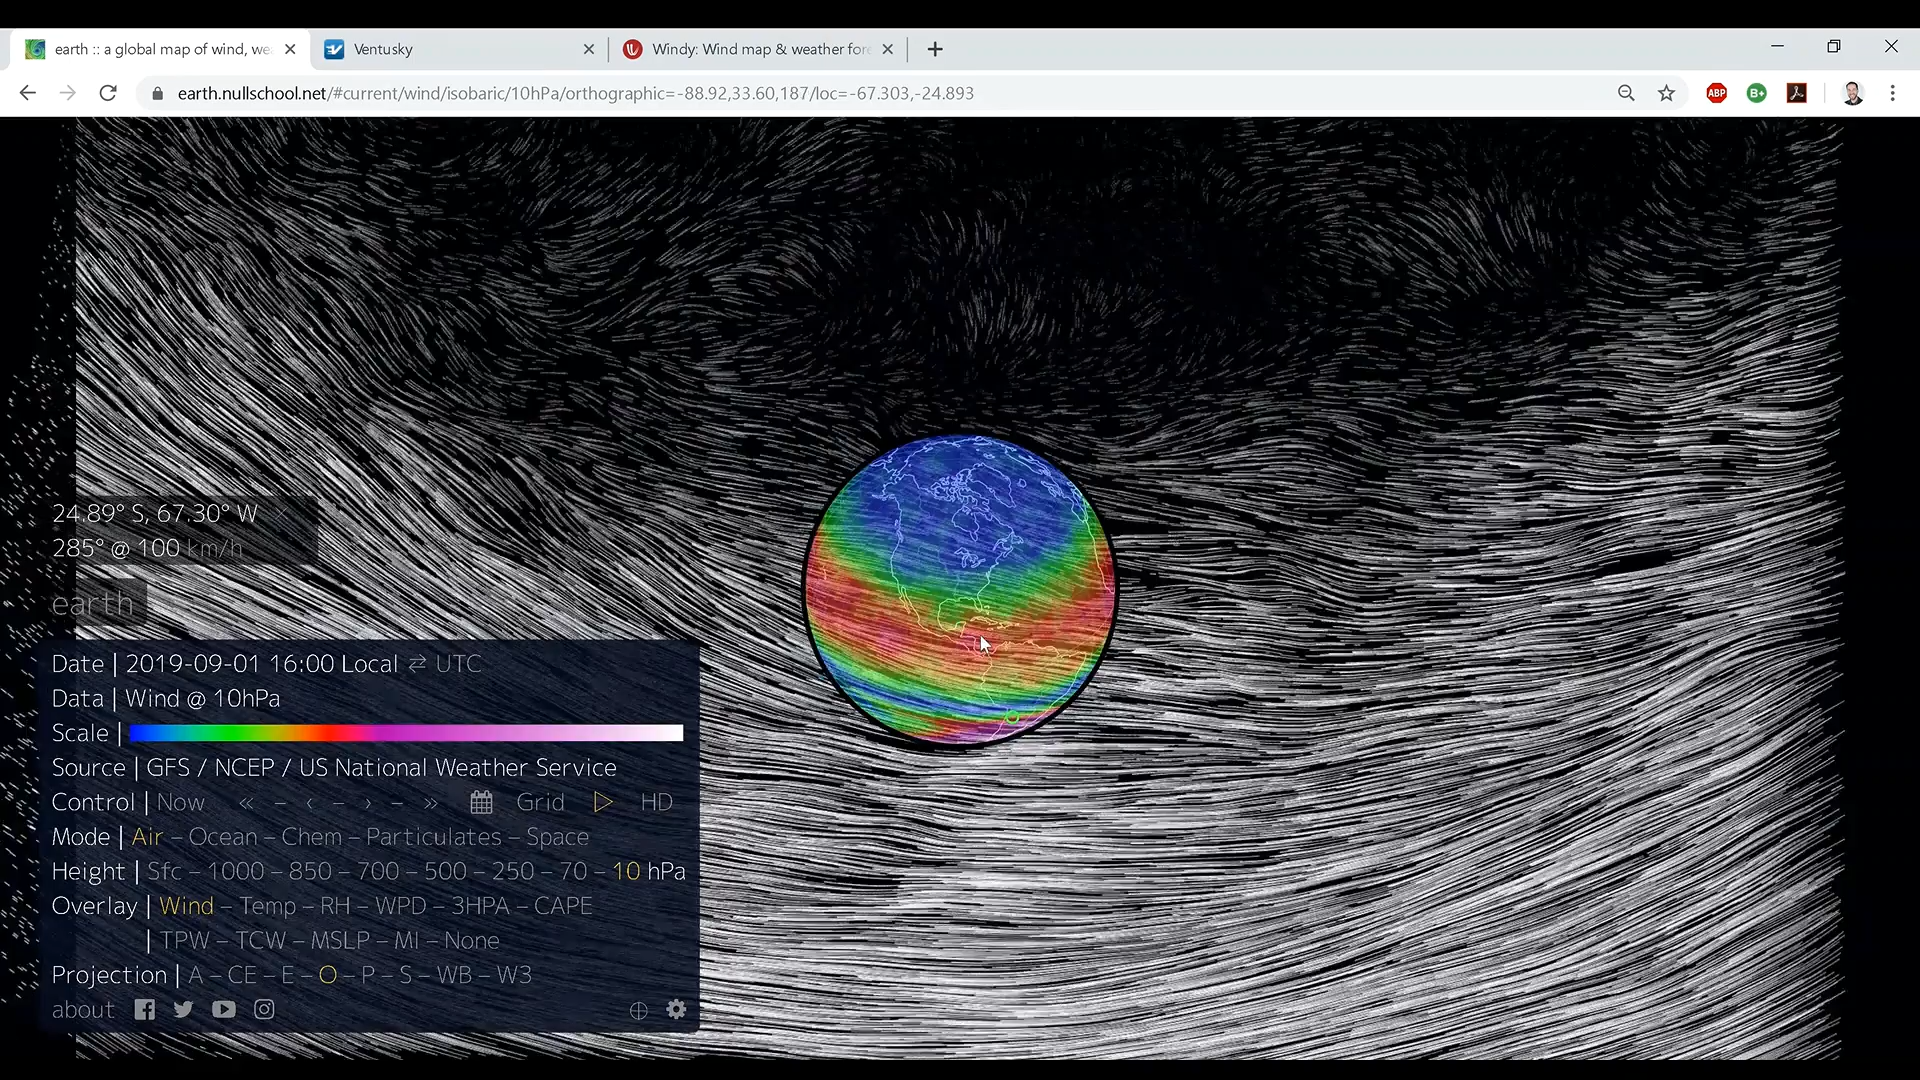 earth :: a global map of wind, we
Ventusky
Windy: Wind map & weather fore
earth.nullschool.net/#current/wind/isobaric/10hPa/orthographic=-88.92,33.60,187/loc=-67.303,-24.893
ABP
B+
24.89° S, 67.30° W
285° @ 100 km/h
earth
Date | 2019-09-01 16:00 Local ⇄ UTC
Data | Wind @ 10hPa
Scale |
Source | GFS / NCEP / US National Weather Service
Control | Now « – ‹ – › – » Grid HD
Mode | Air – Ocean – Chem – Particulates – Space
Height | Sfc – 1000 – 850 – 700 – 500 – 250 – 70 – 10 hPa
Overlay | Wind – Temp – RH – WPD – 3HPA – CAPE
| TPW – TCW – MSLP – MI – None
Projection | A – CE – E – O – P – S – WB – W3
about